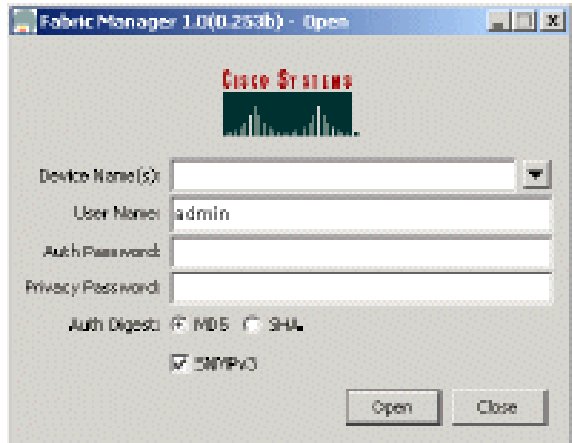 Fabric Manager 1.0(0.253b) - Open
CISCO SYSTEMS
Device Name(s):
User Name: admin
Auth Password:
Privacy Password:
Auth Digest: MD5 SHA
SNMPv3
Open Close